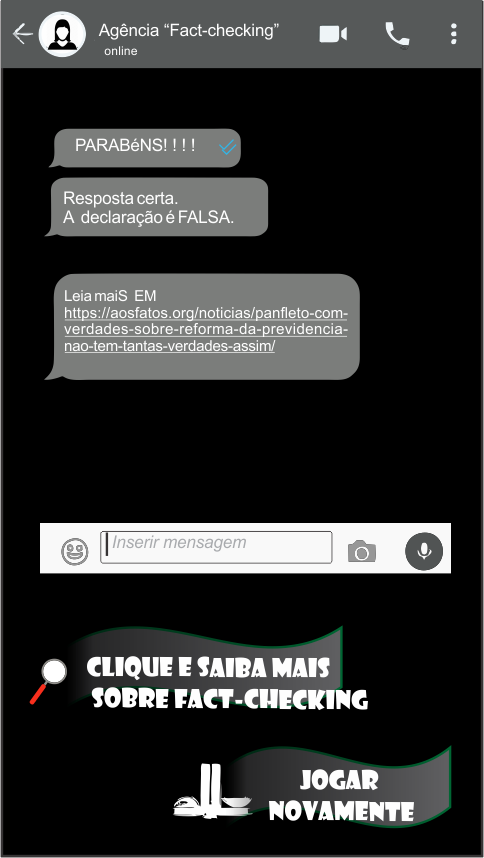 Agência “Fact-checking”
online
PARABéNS! ! ! !
Resposta certa.
A declaração é FALSA.
Leia maiS EM
https://aosfatos.org/noticias/panfleto-com-
verdades-sobre-reforma-da-previdencia-
nao-tem-tantas-verdades-assim/
Inserir mensagem
CLIQUE E SAIBA MAIS
SOBRE FACT-CHECKING
JOGAR
NOVAMENTE